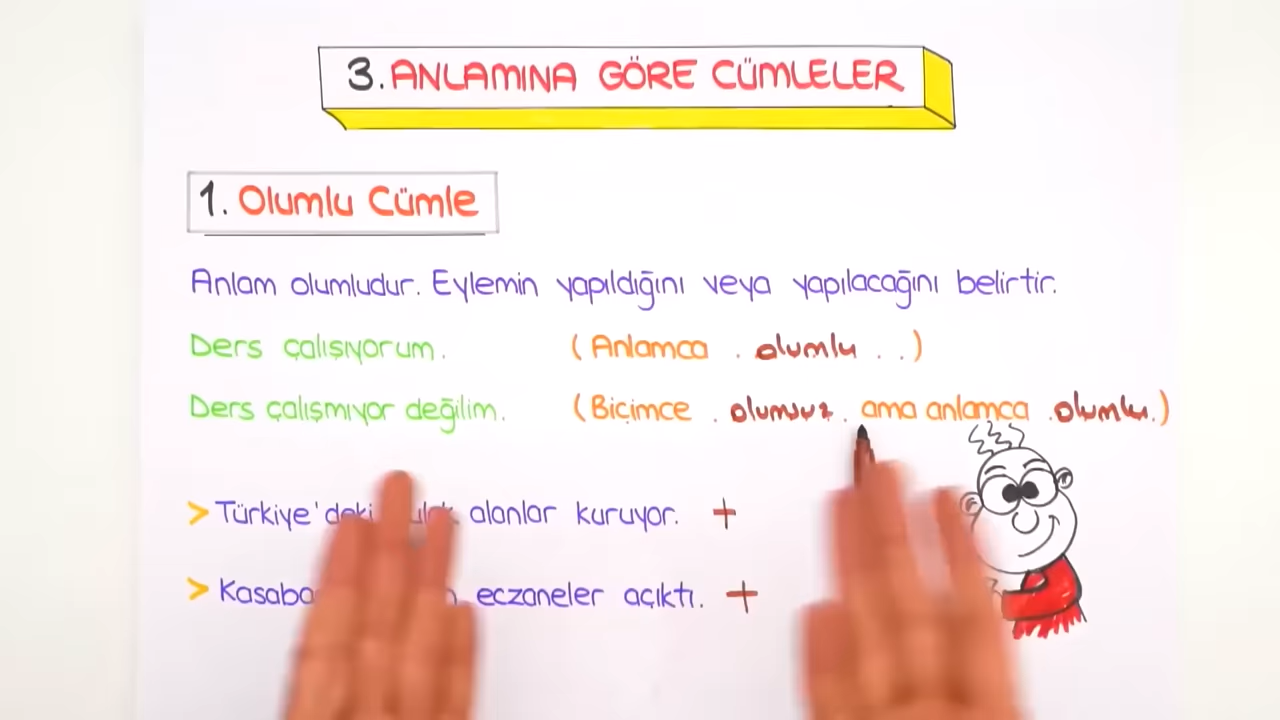 3. ANLAMINA GÖRE CÜMLELER
1. Olumlu Cümle
Anlam olumludur. Eylemin yapıldığını veya yapılacağını belirtir.
Ders çalışıyorum. (Anlamca . olumlu . .)
Ders çalışmıyor değilim. (Biçimce . olumsuz . ama anlamca . olumlu .)
> Türkiye'deki alanlar kuruyor. +
> eczaneler açıktı. +